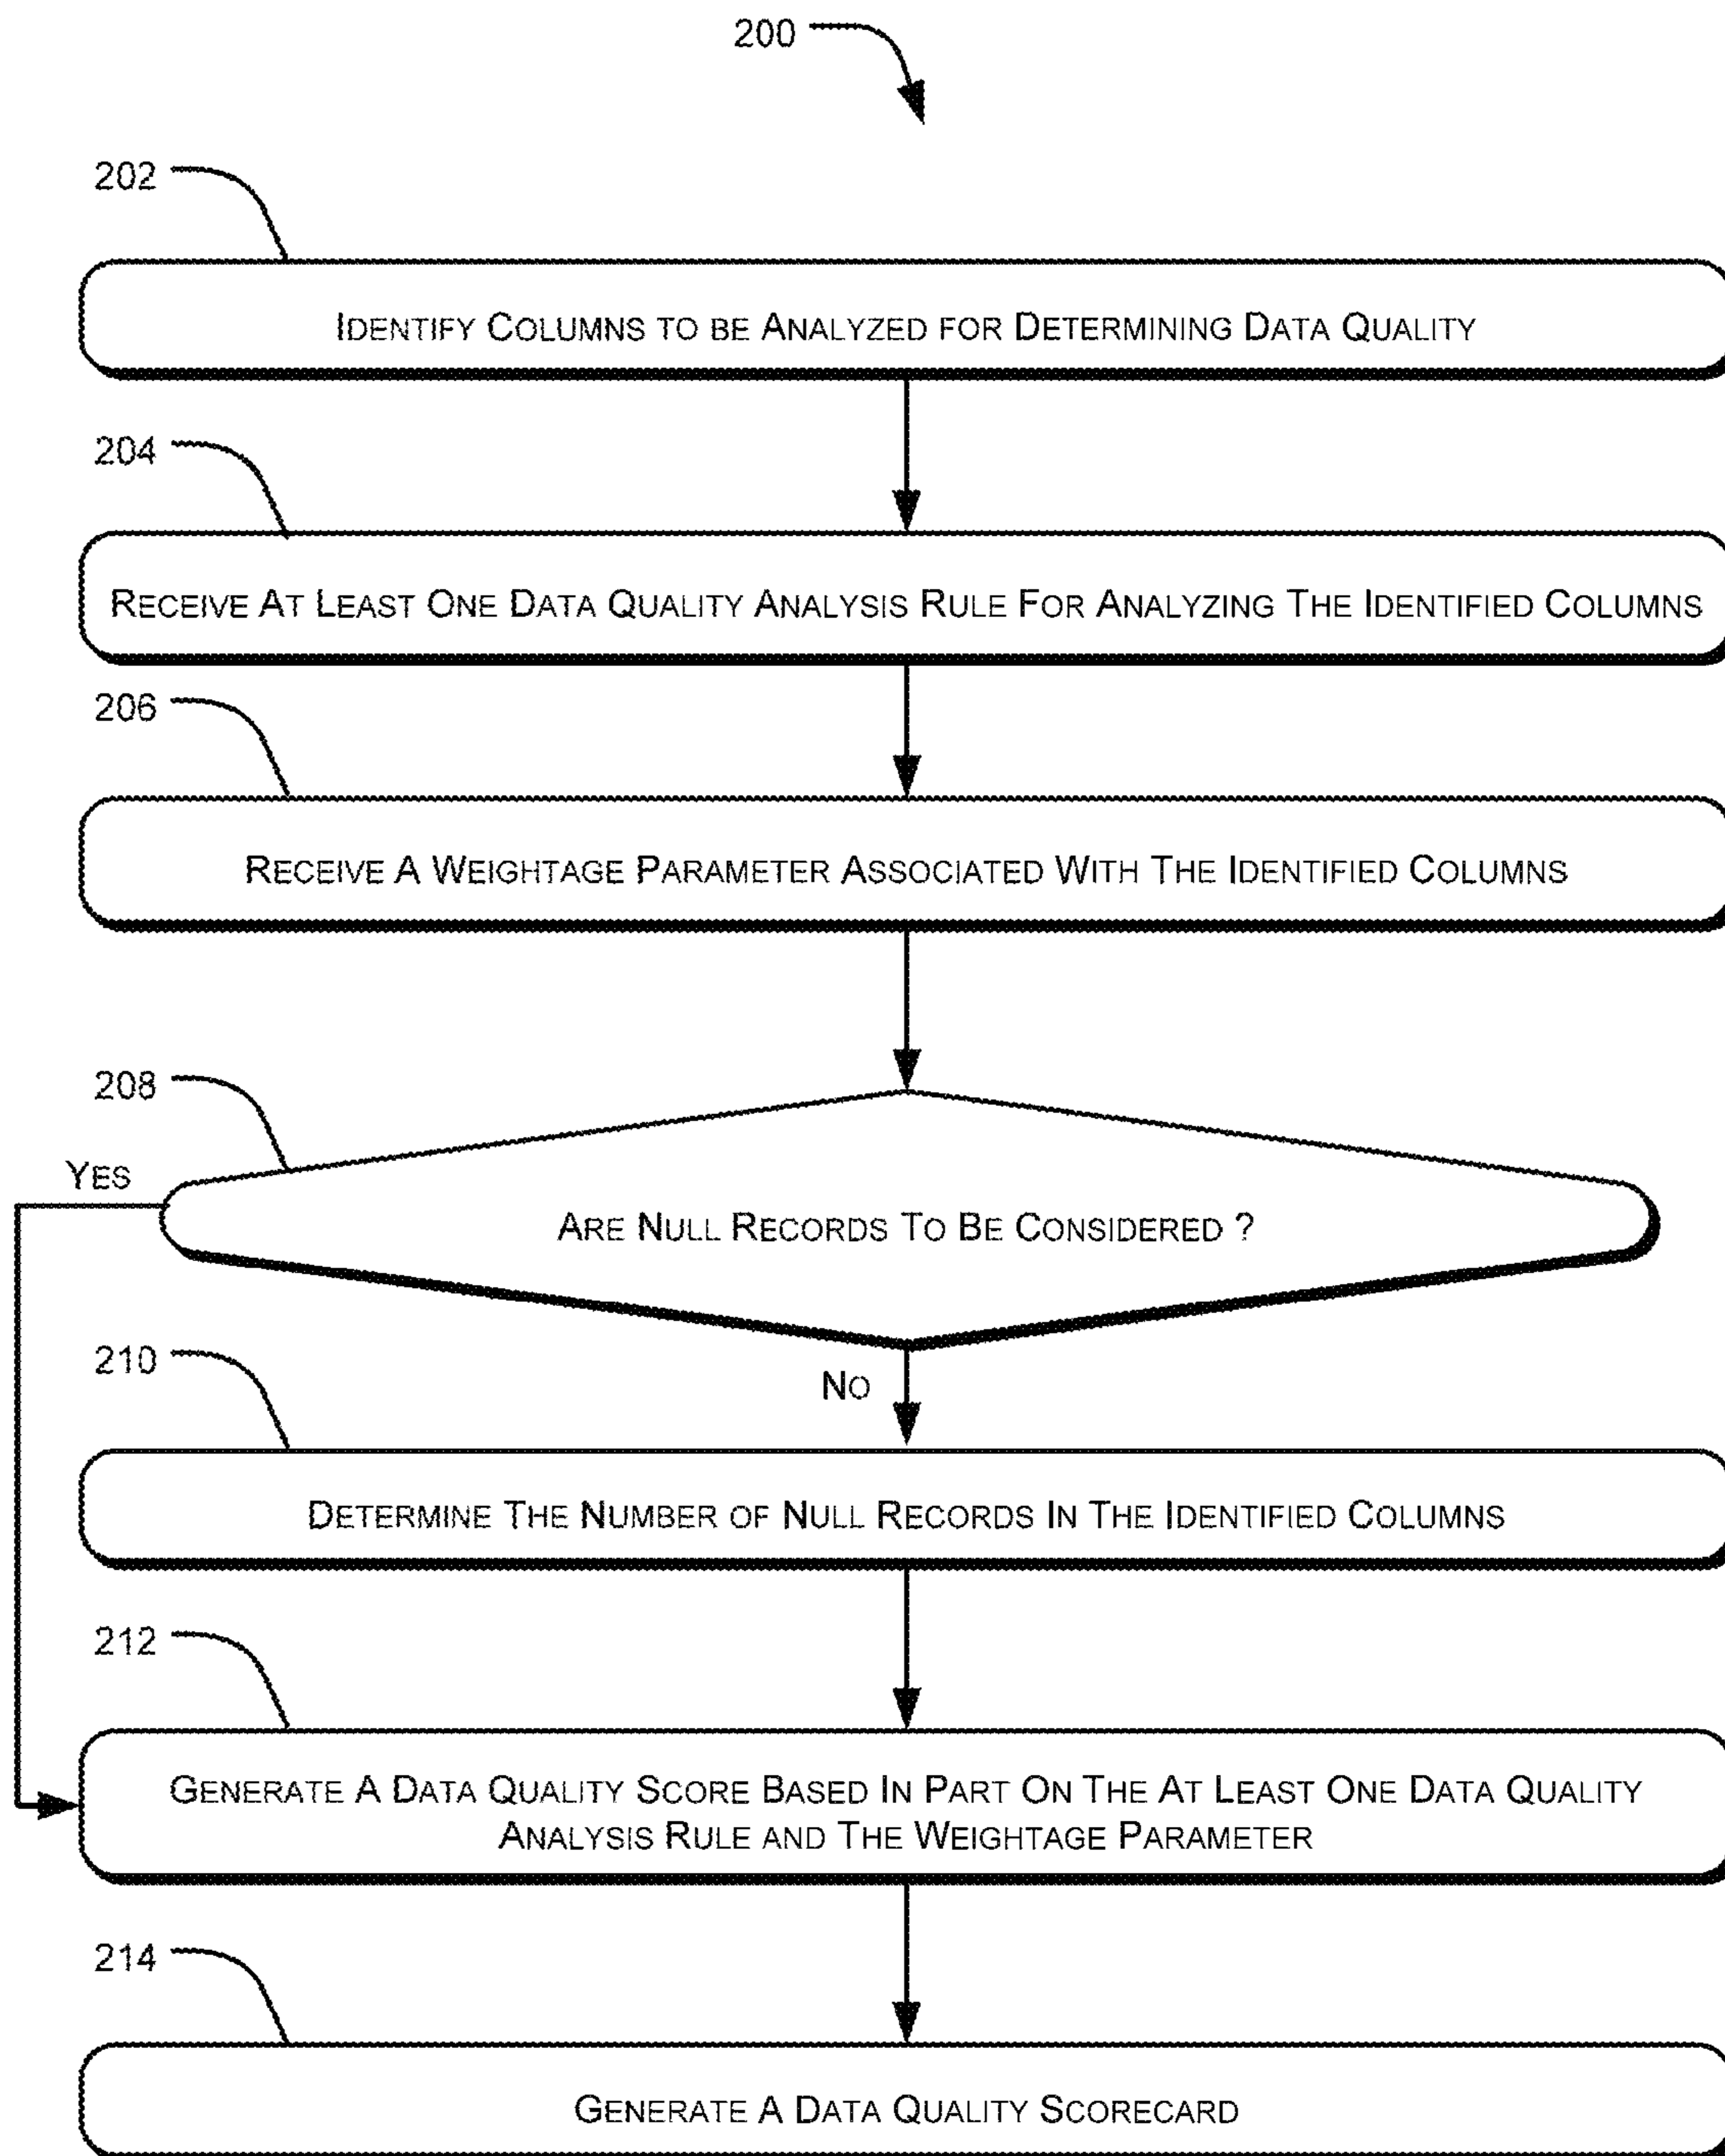 200
202
IDENTIFY COLUMNS TO BE ANALYZED FOR DETERMINING DATA QUALITY
204
RECEIVE AT LEAST ONE DATA QUALITY ANALYSIS RULE FOR ANALYZING THE IDENTIFIED COLUMNS
206
RECEIVE A WEIGHTAGE PARAMETER ASSOCIATED WITH THE IDENTIFIED COLUMNS
208
YES
ARE NULL RECORDS TO BE CONSIDERED ?
210
NO
DETERMINE THE NUMBER OF NULL RECORDS IN THE IDENTIFIED COLUMNS
212
GENERATE A DATA QUALITY SCORE BASED IN PART ON THE AT LEAST ONE DATA QUALITY
ANALYSIS RULE AND THE WEIGHTAGE PARAMETER
214
GENERATE A DATA QUALITY SCORECARD